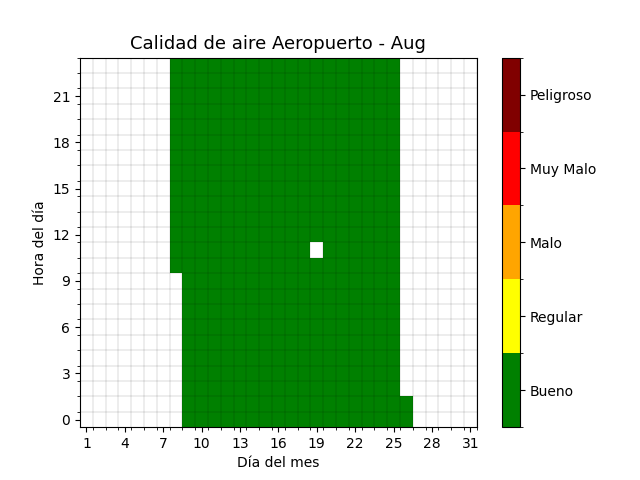 Calidad de aire Aeropuerto - Aug
Hora del día
21
18
15
12
9
6
3
0
1 4 7 10 13 16 19 22 25 28 31
Día del mes
Peligroso
Muy Malo
Malo
Regular
Bueno